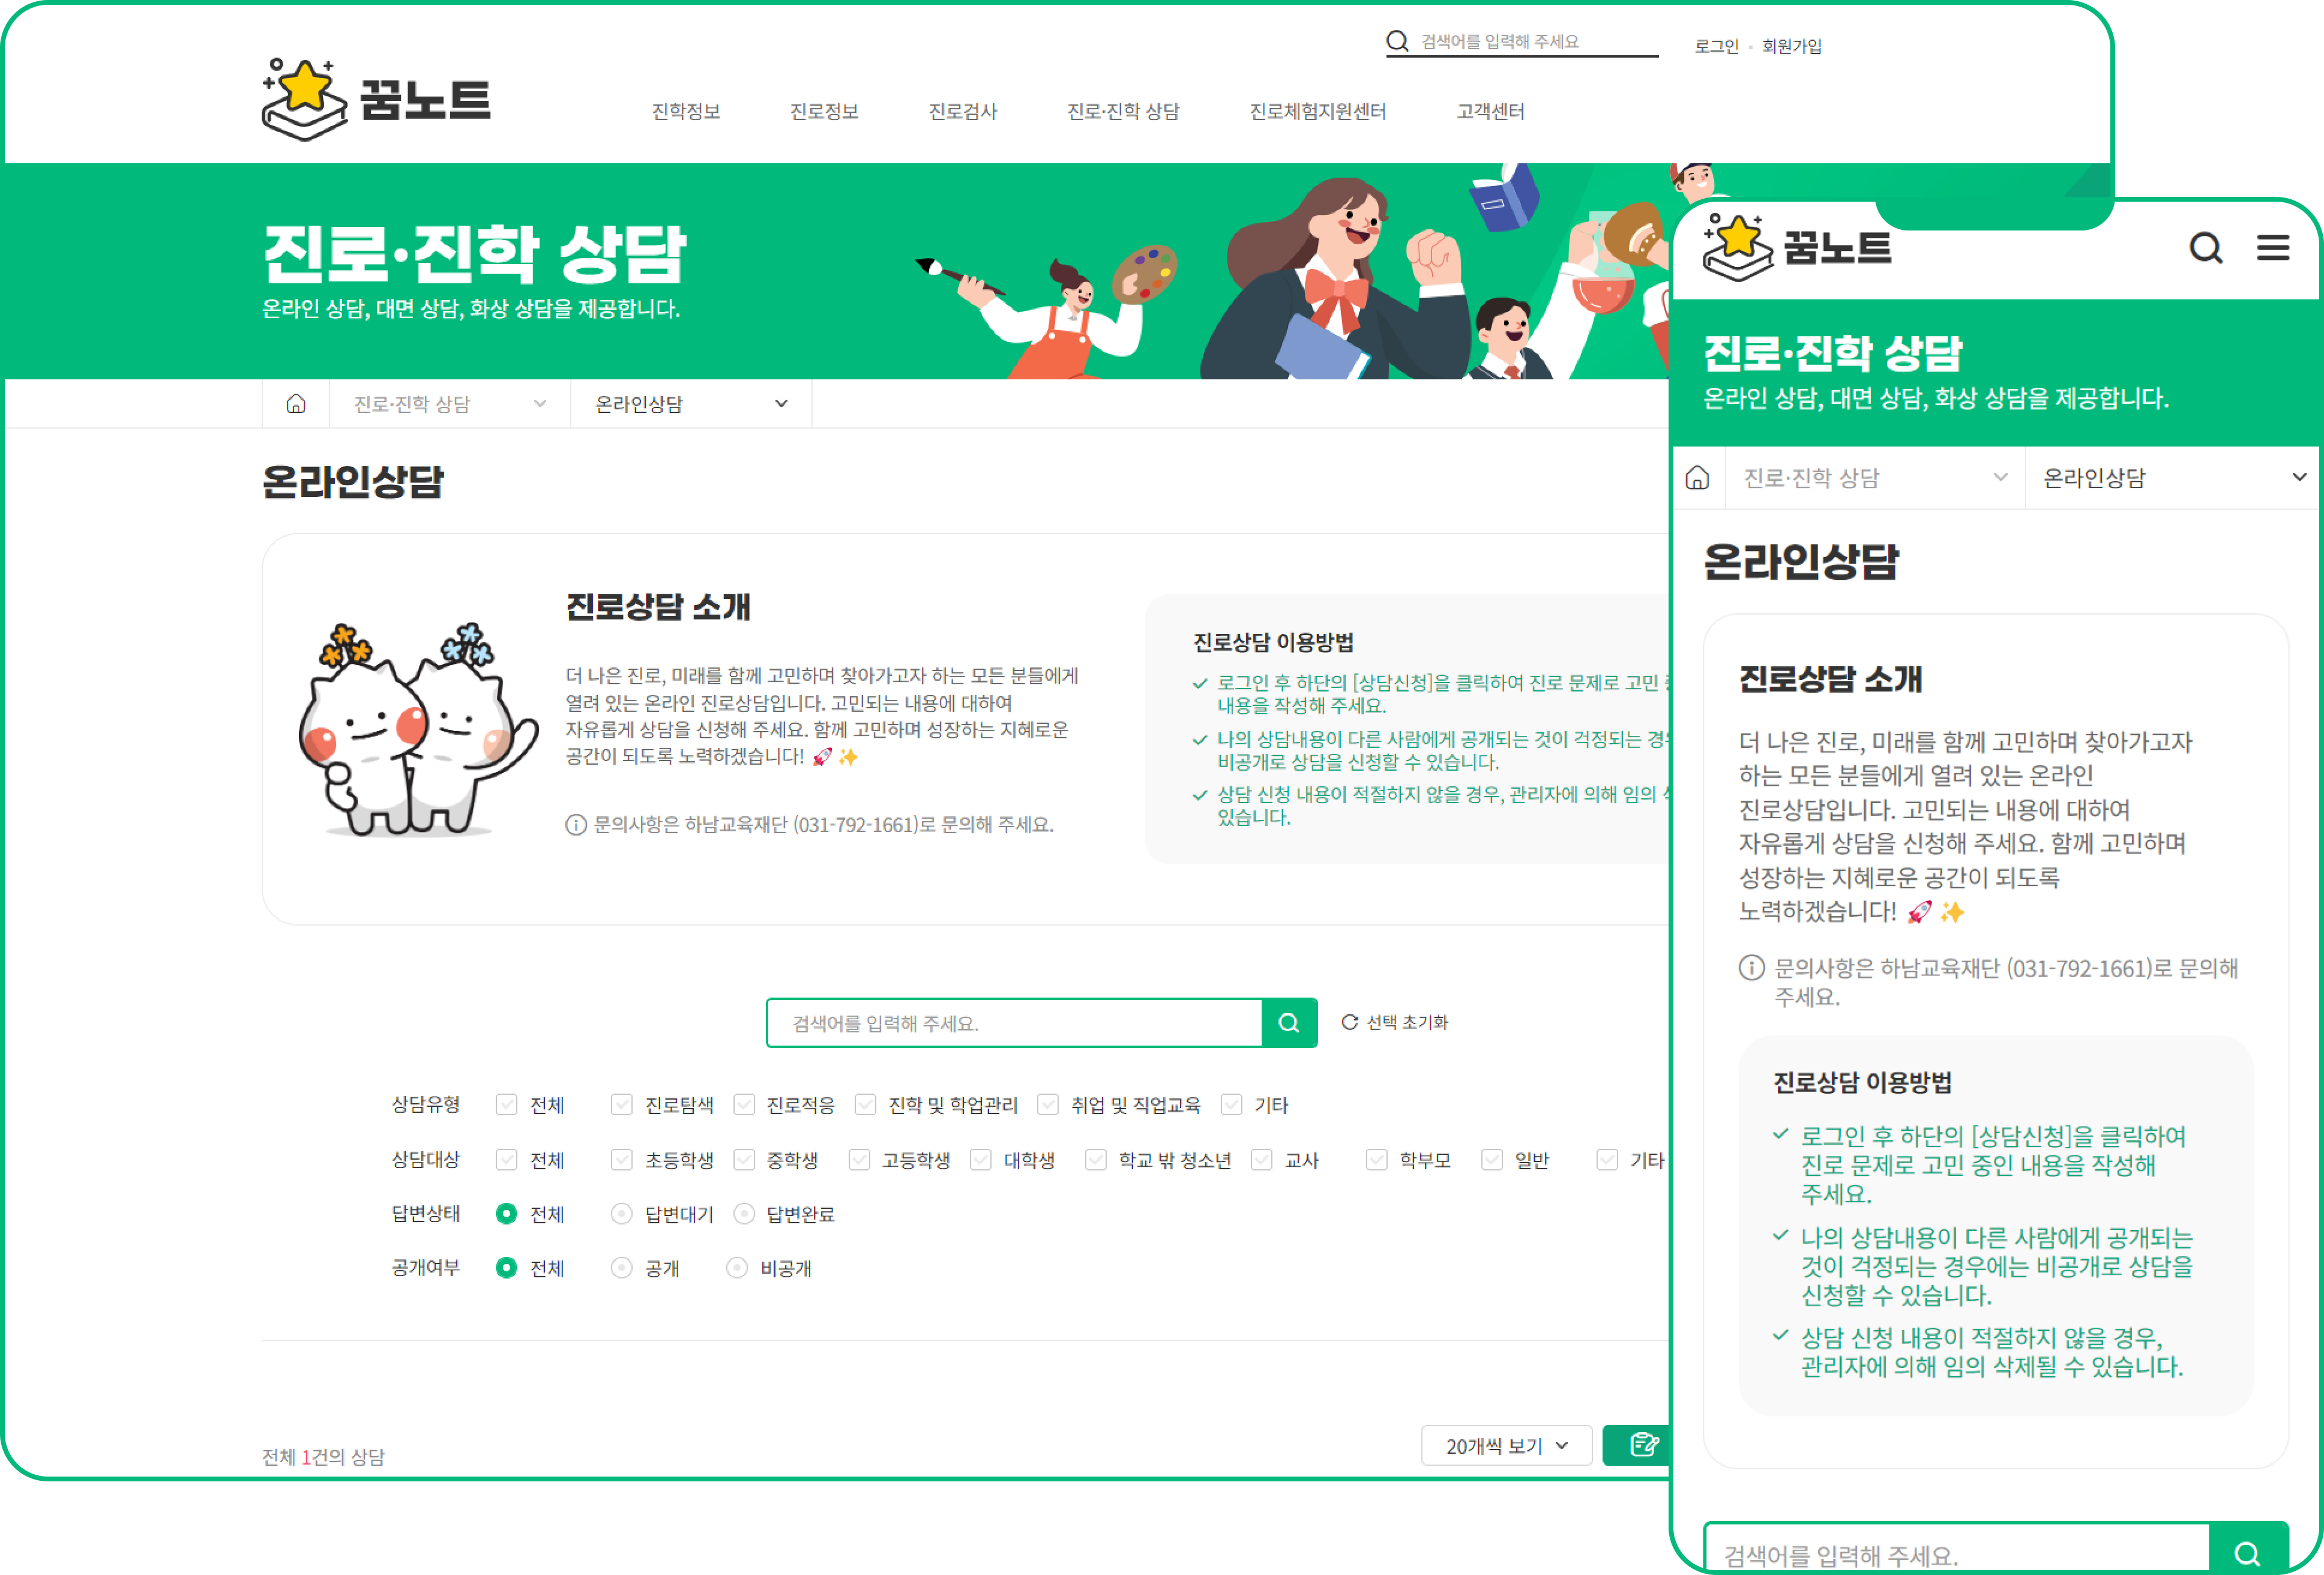 검색어를 입력해 주세요
로그인 • 회원가입
꿈노트
진학정보 진로정보 진로검사 진로·진학 상담 진로체험지원센터 고객센터
진로·진학 상담
온라인 상담, 대면 상담, 화상 상담을 제공합니다.
진로·진학 상담 온라인상담
온라인상담
진로상담 소개
더 나은 진로, 미래를 함께 고민하며 찾아가고자 하는 모든 분들에게
열려 있는 온라인 진로상담입니다. 고민되는 내용에 대하여
자유롭게 상담을 신청해 주세요. 함께 고민하며 성장하는 지혜로운
공간이 되도록 노력하겠습니다! 🚀 ✨
문의사항은 하남교육재단 (031-792-1661)로 문의해 주세요.
진로상담 이용방법
로그인 후 하단의 [상담신청]을 클릭하여 진로 문제로 고민
내용을 작성해 주세요.
나의 상담내용이 다른 사람에게 공개되는 것이 걱정되는
비공개로 상담을 신청할 수 있습니다.
상담 신청 내용이 적절하지 않을 경우, 관리자에 의해 임의
있습니다.
검색어를 입력해 주세요.
선택 초기화
상담유형 전체 진로탐색 진로적응 진학 및 학업관리 취업 및 직업교육 기타
상담대상 전체 초등학생 중학생 고등학생 대학생 학교 밖 청소년 교사 학부모 일반 기타
답변상태 전체 답변대기 답변완료
공개여부 전체 공개 비공개
전체 1건의 상담
20개씩 보기
꿈노트
진로·진학 상담
온라인 상담, 대면 상담, 화상 상담을 제공합니다.
진로·진학 상담 온라인상담
온라인상담
진로상담 소개
더 나은 진로, 미래를 함께 고민하며 찾아가고자
하는 모든 분들에게 열려 있는 온라인
진로상담입니다. 고민되는 내용에 대하여
자유롭게 상담을 신청해 주세요. 함께 고민하며
성장하는 지혜로운 공간이 되도록
노력하겠습니다! 🚀 ✨
문의사항은 하남교육재단 (031-792-1661)로 문의해
주세요.
진로상담 이용방법
로그인 후 하단의 [상담신청]을 클릭하여
진로 문제로 고민 중인 내용을 작성해
주세요.
나의 상담내용이 다른 사람에게 공개되는
것이 걱정되는 경우에는 비공개로 상담을
신청할 수 있습니다.
상담 신청 내용이 적절하지 않을 경우,
관리자에 의해 임의 삭제될 수 있습니다.
검색어를 입력해 주세요.